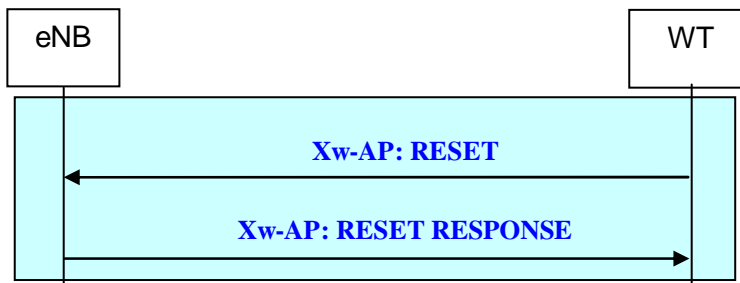 eNB
WT
Xw-AP: RESET
Xw-AP: RESET RESPONSE